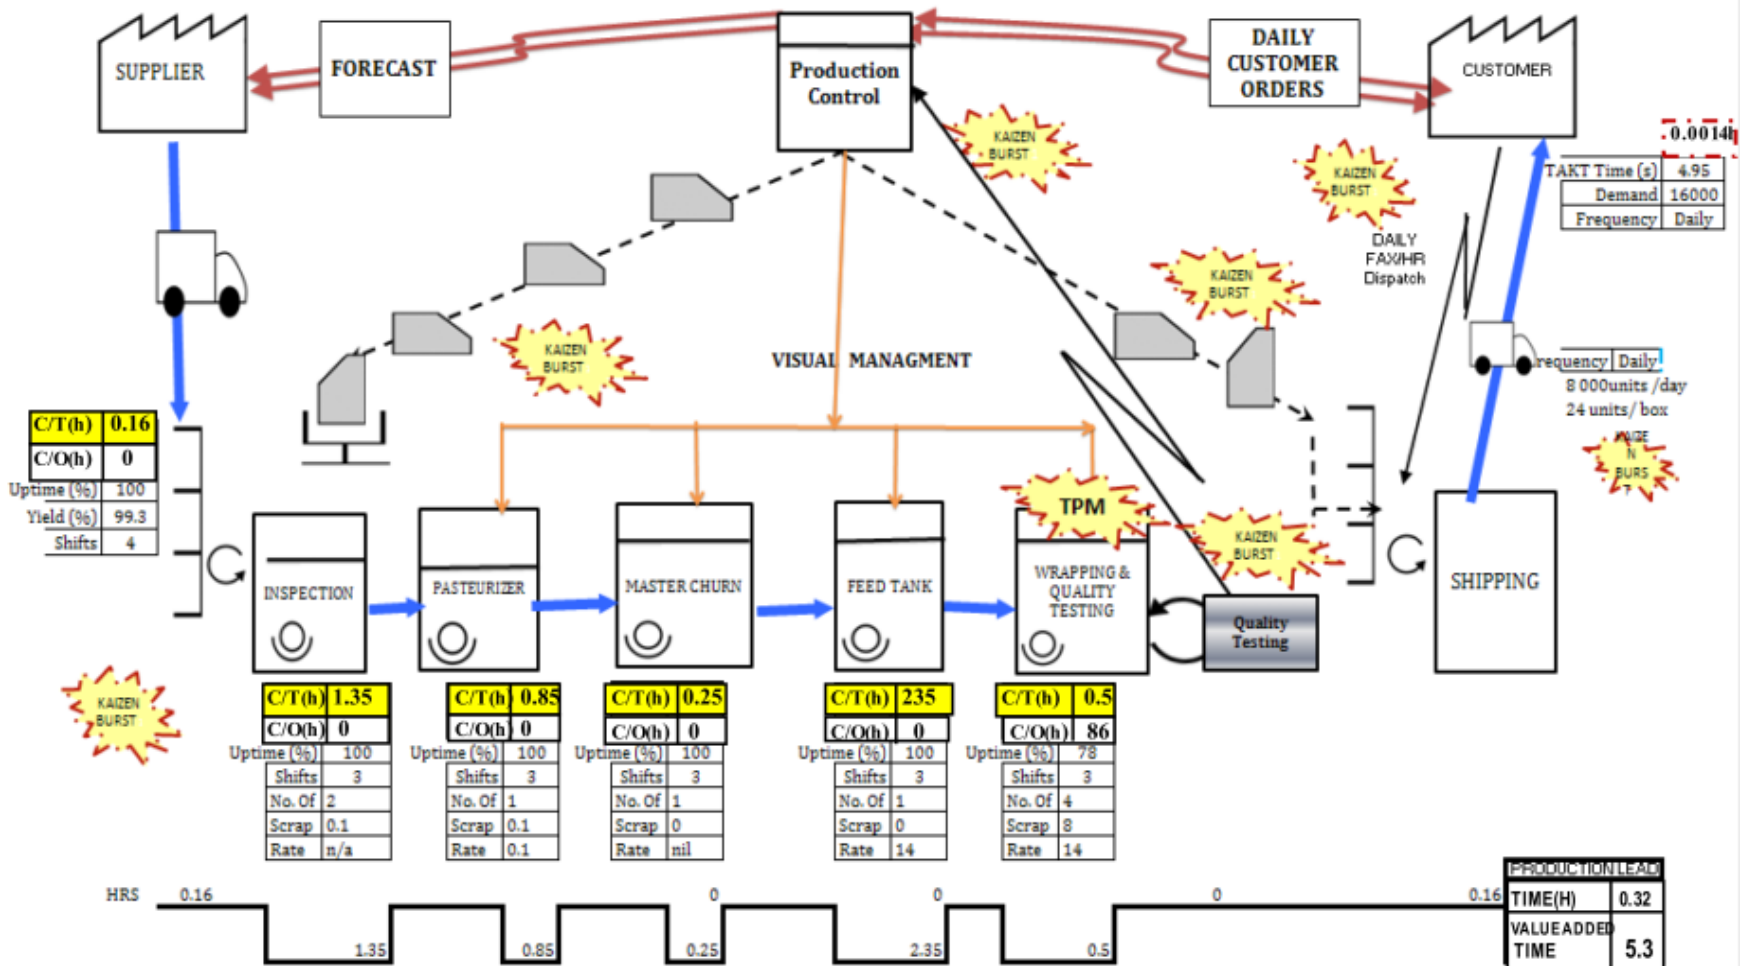 SUPPLIER
FORECAST
Production
Control
DAILY
CUSTOMER
ORDERS
CUSTOMER
0.0014h
TAKT Time (s) 4.95
Demand 16000
Frequency Daily
KAIZEN
BURST
KAIZEN
BURST
DAILY
FAX/HR
Dispatch
KAIZEN
BURST
KAIZEN
BURST
VISUAL MANAGMENT
requency Daily
8 000units /day
24 units/ box
KAIZE
N
BURS
T
C/T(h) 0.16
C/O(h) 0
Uptime (%) 100
Yield (%) 99.3
Shifts 4
TPM
KAIZEN
BURST
INSPECTION
PASTEURIZER
MASTER CHURN
FEED TANK
WRAPPING &
QUALITY
TESTING
Quality
Testing
SHIPPING
KAIZEN
BURST
C/T(h) 1.35
C/O(h) 0
Uptime (%) 100
Shifts 3
No. Of 2
Scrap 0.1
Rate n/a
C/T(h) 0.85
C/O(h) 0
Uptime (%) 100
Shifts 3
No. Of 1
Scrap 0.1
Rate 0.1
C/T(h) 0.25
C/O(h) 0
Uptime (%) 100
Shifts 3
No. Of 1
Scrap 0
Rate nil
C/T(h) 235
C/O(h) 0
Uptime (%) 100
Shifts 3
No. Of 1
Scrap 0
Rate 14
C/T(h) 0.5
C/O(h) 86
Uptime (%) 78
Shifts 3
No. Of 4
Scrap 8
Rate 14
HRS 0.16 0 0 0 0.16
1.35 0.85 0.25 2.35 0.5
PRODUCTION LEAD
TIME(H) 0.32
VALUE ADDED
TIME 5.3